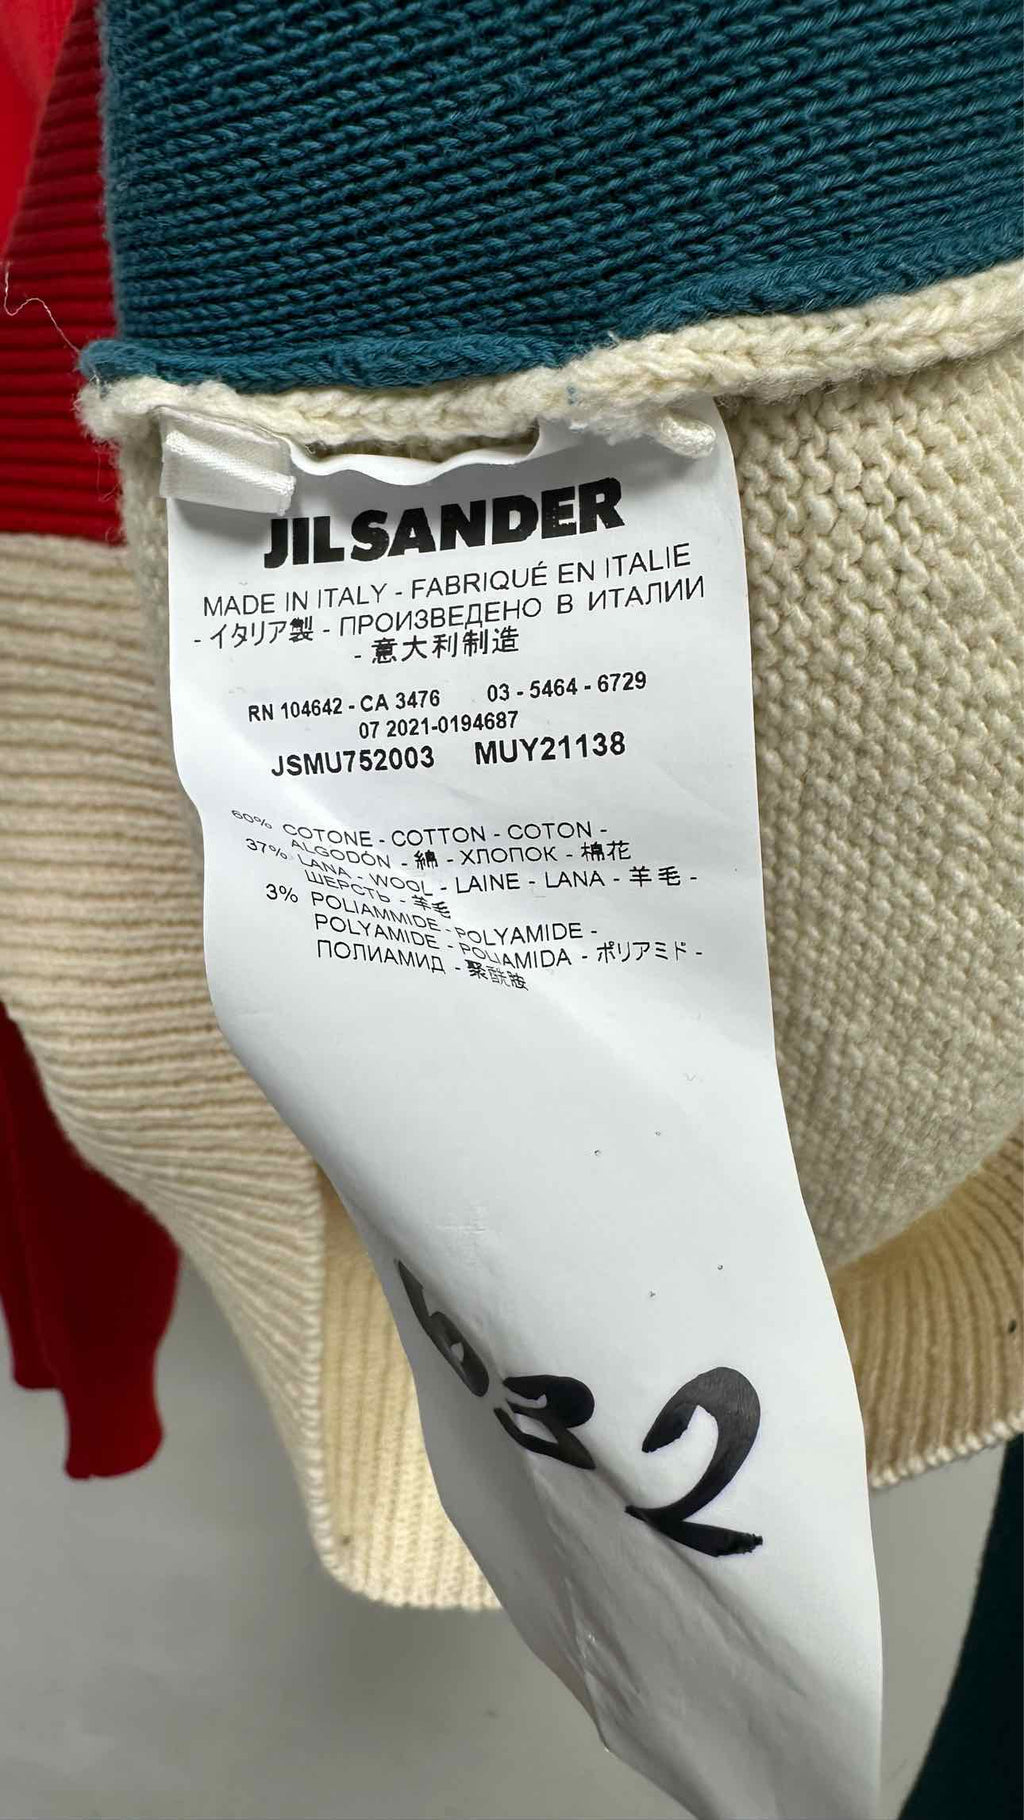 JIL SANDER
MADE IN ITALY - FABRIQUÉ EN ITALIE
- イタリア製 - ПРОИЗВЕДЕНО В ИТАЛИИ
- 意大利制造
RN 104642 - CA 3476 03 - 5464 - 6729
07 2021-0194687
JSMU752003 MUY21138
60% COTONE - COTTON - COTON -
ALGODÓN - 綿 - ХЛОПОК - 棉花
37% LANA - WOOL - LAINE - LANA - 羊毛 -
ШЕРСТЬ - 羊毛
3% POLIAMMIDE - POLYAMIDE -
POLYAMIDE - POLIAMIDA - ポリアミド -
ПОЛИАМИД - 聚酰胺